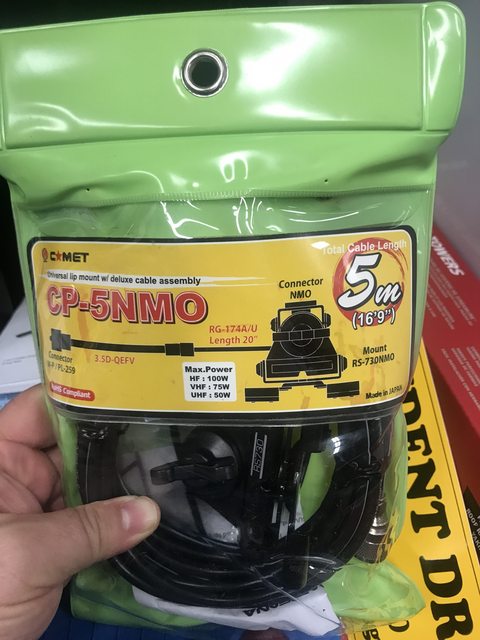 COMET
Universal lip mount w/ deluxe cable assembly
CP-5NMO
Total Cable Length
5m
(16'9")
Connector
NMO
RG-174A/U
Length 20"
3.5D-QEFV
Connector
M-P / PL-259
Mount
RS-730NMO
Max.Power
HF : 100W
VHF : 75W
UHF : 50W
RoHS Compliant
Made in JAPAN
RS730
OWENS
DENT DR